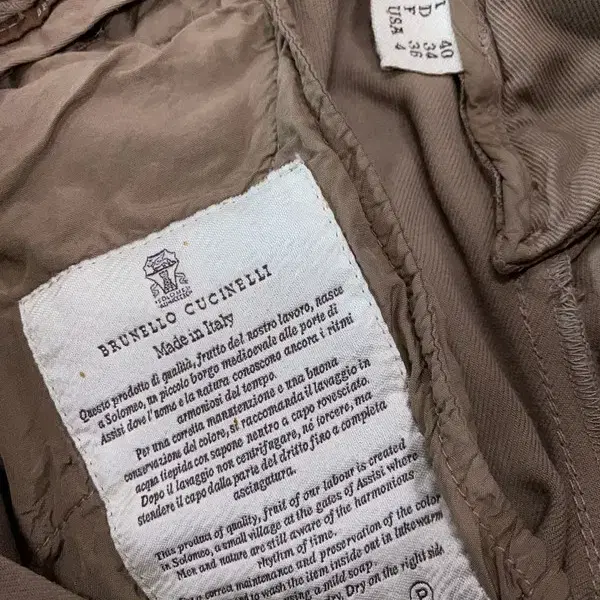 I 40
D 34
F 36
USA 4
SOLOMEO
BRUNELLO CUCINELLI
Made in Italy
Questo prodotto di qualità, frutto del nostro lavoro, nasce
a Solomeo, un piccolo borgo medioevale alle porte di
Assisi dove l'uomo e la natura conoscono ancora i ritmi
armoniosi del tempo.
Per una corretta manutenzione e una buona
conservazione del colore, si raccomanda il lavaggio in
acqua tiepida con sapone neutro a capo rovesciato.
Dopo il lavaggio non centrifugare, né torcere, ma
stendere il capo dalla parte del dritto fino a completa
asciugatura.
This product of quality, fruit of our labour is created
in Solomeo, a small village at the gates of Assisi where
Men and nature are still aware of the harmonious
rhythm of time.
a correct maintenance and preservation of the color
to wash the item inside out in lukewarm
using a mild soap.
dry. Dry on the right side
P